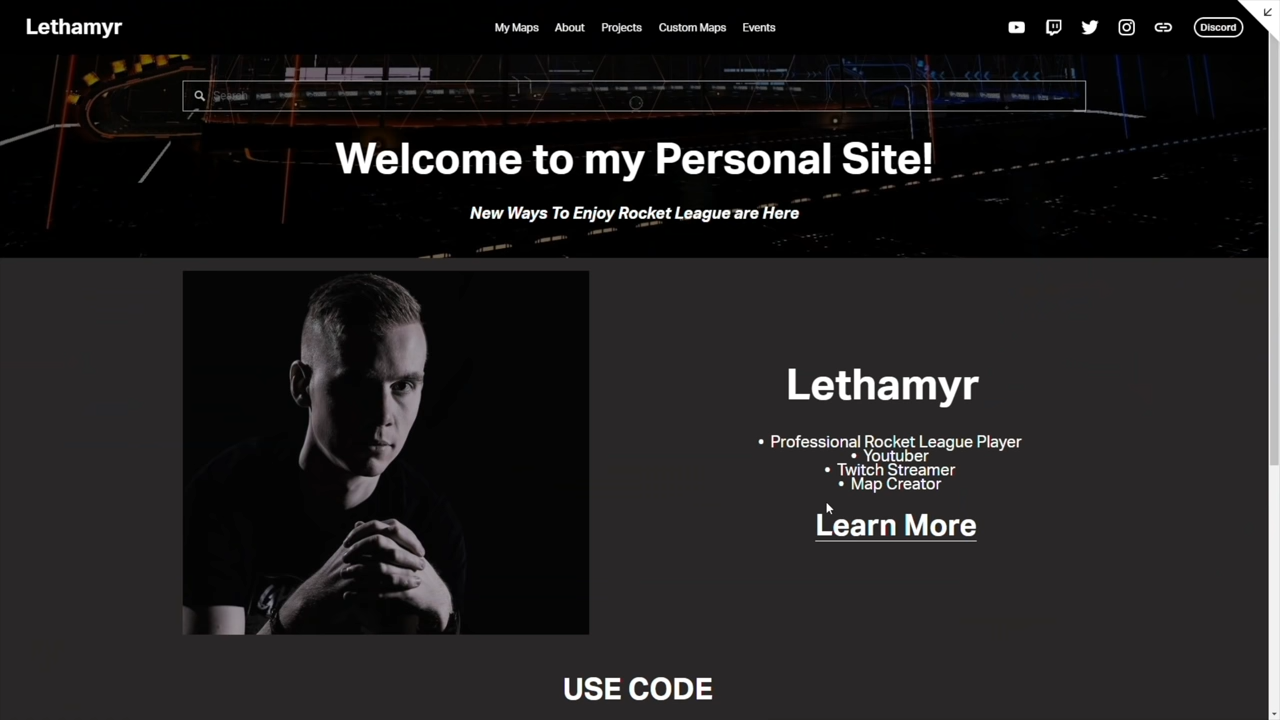 Lethamyr
My Maps
About
Projects
Custom Maps
Events
Discord
Search
Welcome to my Personal Site!
New Ways To Enjoy Rocket League are Here
Lethamyr
• Professional Rocket League Player
• Youtuber
• Twitch Streamer
• Map Creator
Learn More
USE CODE